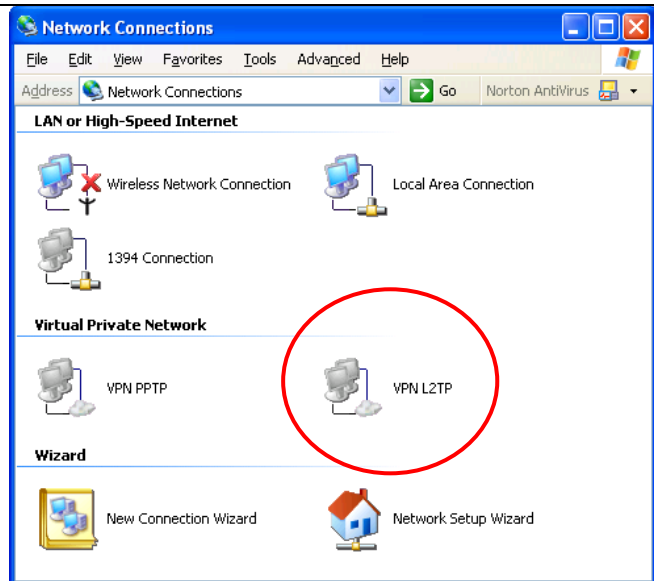 Network Connections
File Edit View Favorites Tools Advanced Help
Address Network Connections Go Norton AntiVirus
LAN or High-Speed Internet
Wireless Network Connection Local Area Connection
1394 Connection
Virtual Private Network
VPN PPTP VPN L2TP
Wizard
New Connection Wizard Network Setup Wizard